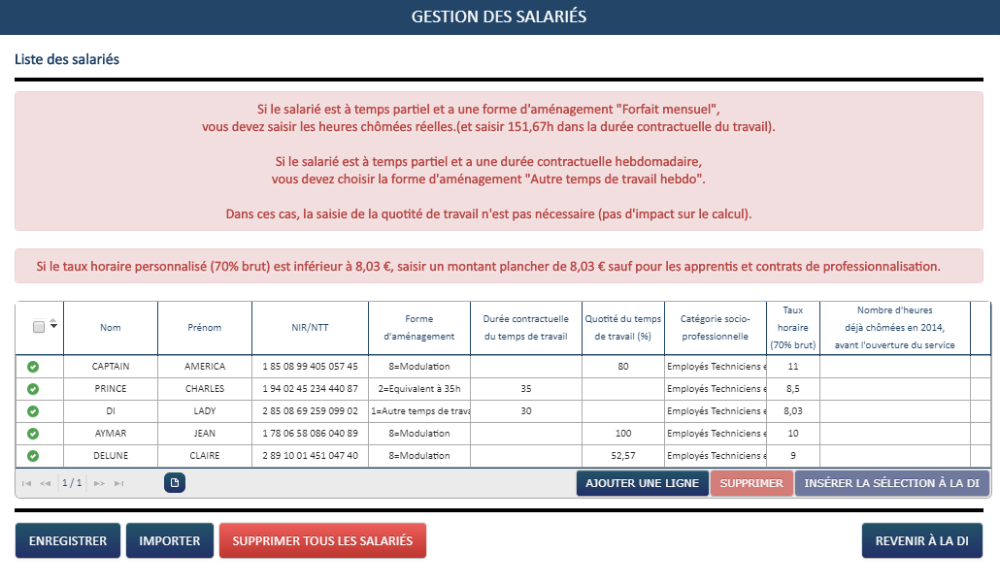 GESTION DES SALARIÉS
Liste des salariés
Si le salarié est à temps partiel et a une forme d'aménagement "Forfait mensuel",
vous devez saisir les heures chômées réelles.(et saisir 151,67h dans la durée contractuelle du travail).
Si le salarié est à temps partiel et a une durée contractuelle hebdomadaire,
vous devez choisir la forme d'aménagement "Autre temps de travail hebdo".
Dans ces cas, la saisie de la quotité de travail n'est pas nécessaire (pas d'impact sur le calcul).
Si le taux horaire personnalisé (70% brut) est inférieur à 8,03 €, saisir un montant plancher de 8,03 € sauf pour les apprentis et contrats de professionnalisation.
Nom Prénom NIR/NTT Forme d'aménagement Durée contractuelle du temps de travail Quotité du temps de travail (%) Catégorie socio-professionnelle Taux horaire (70% brut) Nombre d'heures déjà chômées en 2014, avant l'ouverture du service
CAPTAIN AMERICA 1 85 08 99 405 057 45 8=Modulation 80 Employés Techniciens e 11
PRINCE CHARLES 1 94 02 45 234 440 87 2=Equivalent à 35h 35 Employés Techniciens e 8,5
DI LADY 2 85 08 69 259 099 02 1=Autre temps de trava 30 Employés Techniciens e 8,03
AYMAR JEAN 1 78 06 58 086 040 89 8=Modulation 100 Employés Techniciens e 10
DELUNE CLAIRE 2 89 10 01 451 047 40 8=Modulation 52,57 Employés Techniciens e 9
1 / 1 AJOUTER UNE LIGNE SUPPRIMER INSÉRER LA SÉLECTION À LA DI
ENREGISTRER IMPORTER SUPPRIMER TOUS LES SALARIÉS REVENIR À LA DI